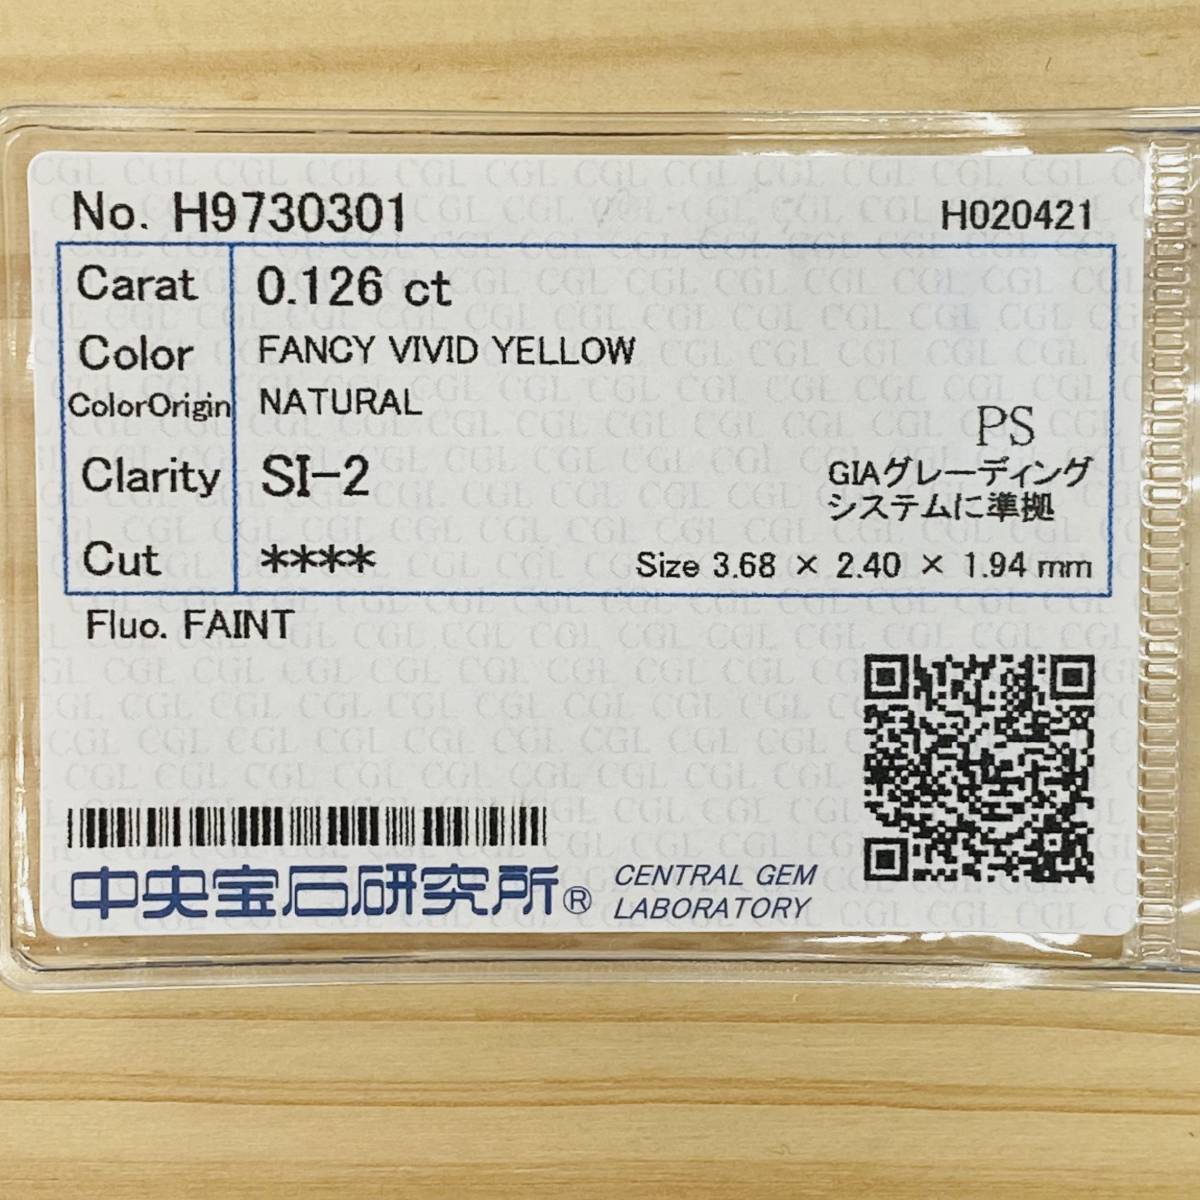 No. H9730301 H020421
Carat 0.126 ct
Color FANCY VIVID YELLOW
ColorOrigin NATURAL
PS
Clarity SI-2 GIAグレーディング
システムに準拠
Cut **** Size 3.68 × 2.40 × 1.94 mm
Fluo. FAINT
中央宝石研究所® CENTRAL GEM
LABORATORY